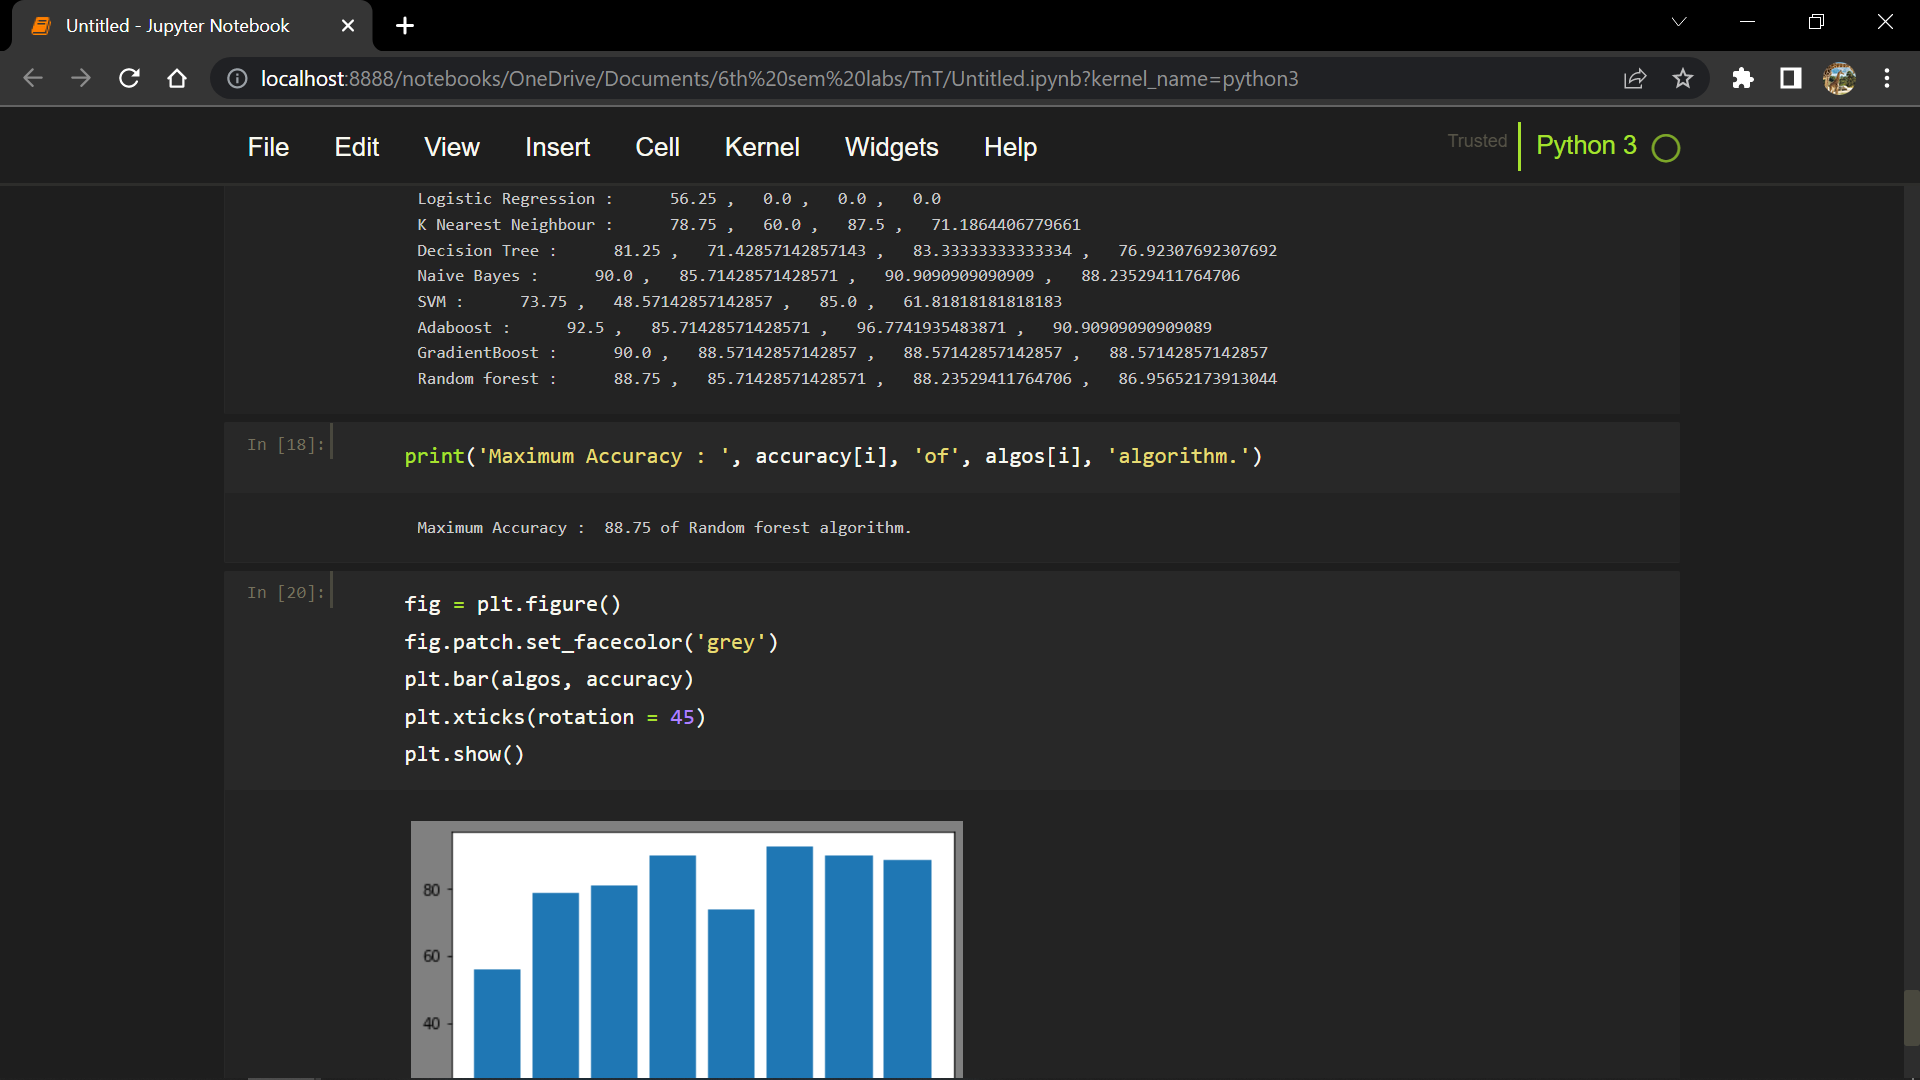 Untitled - Jupyter Notebook
localhost:8888/notebooks/OneDrive/Documents/6th%20sem%20labs/TnT/Untitled.ipynb?kernel_name=python3
File Edit View Insert Cell Kernel Widgets Help Trusted Python 3
Logistic Regression : 56.25 , 0.0 , 0.0 , 0.0
K Nearest Neighbour : 78.75 , 60.0 , 87.5 , 71.1864406779661
Decision Tree : 81.25 , 71.42857142857143 , 83.33333333333334 , 76.92307692307692
Naive Bayes : 90.0 , 85.71428571428571 , 90.9090909090909 , 88.23529411764706
SVM : 73.75 , 48.57142857142857 , 85.0 , 61.81818181818183
Adaboost : 92.5 , 85.71428571428571 , 96.7741935483871 , 90.90909090909089
GradientBoost : 90.0 , 88.57142857142857 , 88.57142857142857 , 88.57142857142857
Random forest : 88.75 , 85.71428571428571 , 88.23529411764706 , 86.95652173913044
In [18]: print('Maximum Accuracy : ', accuracy[i], 'of', algos[i], 'algorithm.')
Maximum Accuracy : 88.75 of Random forest algorithm.
In [20]: fig = plt.figure()
fig.patch.set_facecolor('grey')
plt.bar(algos, accuracy)
plt.xticks(rotation = 45)
plt.show()
80
60
40